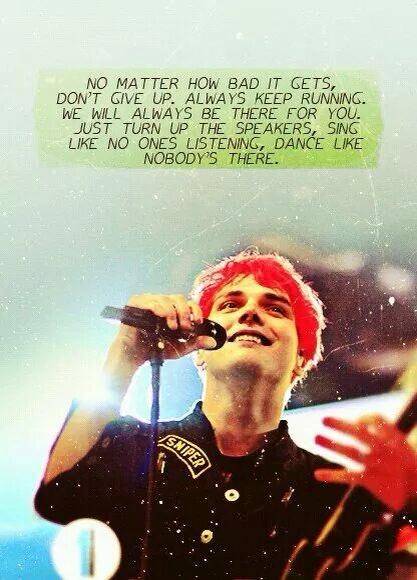 NO MATTER HOW BAD IT GETS,
DON'T GIVE UP. ALWAYS KEEP RUNNING.
WE WILL ALWAYS BE THERE FOR YOU.
JUST TURN UP THE SPEAKERS, SING
LIKE NO ONES LISTENING, DANCE LIKE
NOBODY'S THERE.
SNIPER